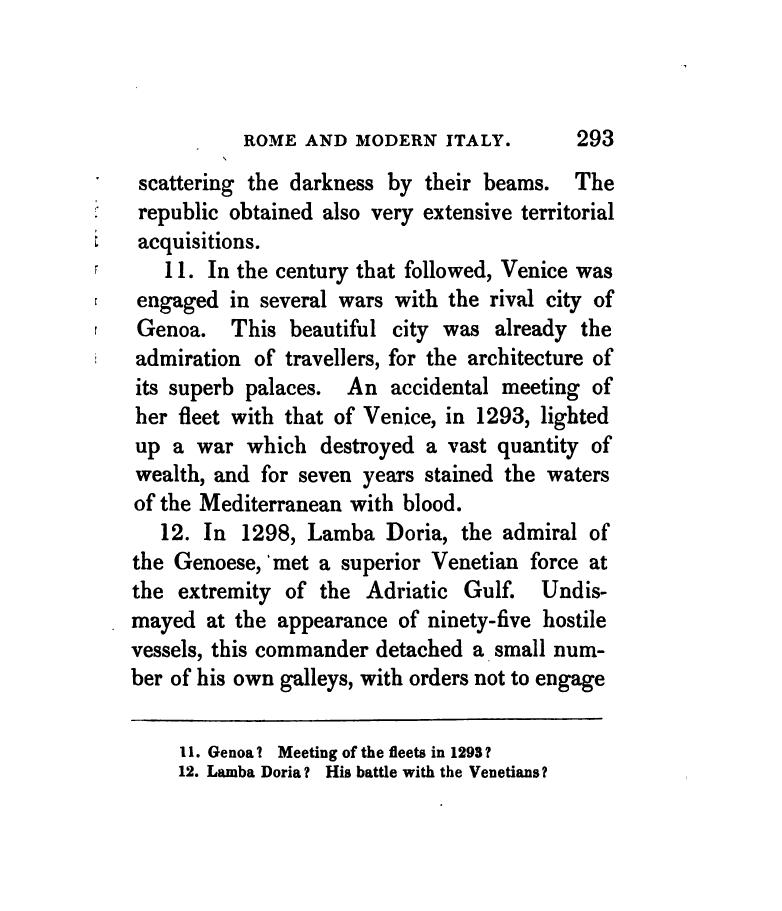 ROME AND MODERN ITALY. 293
scattering the darkness by their beams. The
republic obtained also very extensive territorial
acquisitions.
11. In the century that followed, Venice was
engaged in several wars with the rival city of
Genoa. This beautiful city was already the
admiration of travellers, for the architecture of
its superb palaces. An accidental meeting of
her fleet with that of Venice, in 1293, lighted
up a war which destroyed a vast quantity of
wealth, and for seven years stained the waters
of the Mediterranean with blood.
12. In 1298, Lamba Doria, the admiral of
the Genoese, met a superior Venetian force at
the extremity of the Adriatic Gulf. Undis-
mayed at the appearance of ninety-five hostile
vessels, this commander detached a small num-
ber of his own galleys, with orders not to engage
11. Genoa? Meeting of the fleets in 1293?
12. Lamba Doria? His battle with the Venetians?